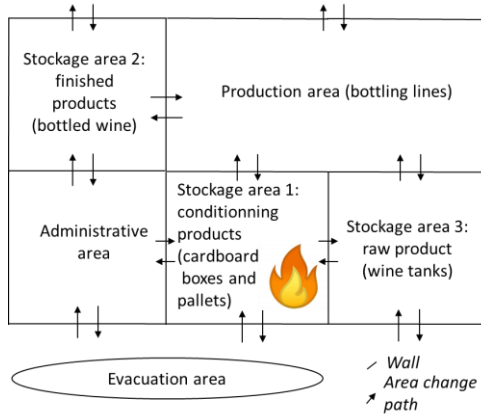 Stockage area 2:
finished
products
(bottled wine)
Production area (bottling lines)
Administrative
area
Stockage area 1:
conditionning
products
(cardboard
boxes and
pallets)
Stockage area 3:
raw product
(wine tanks)
Evacuation area
Wall
Area change
path